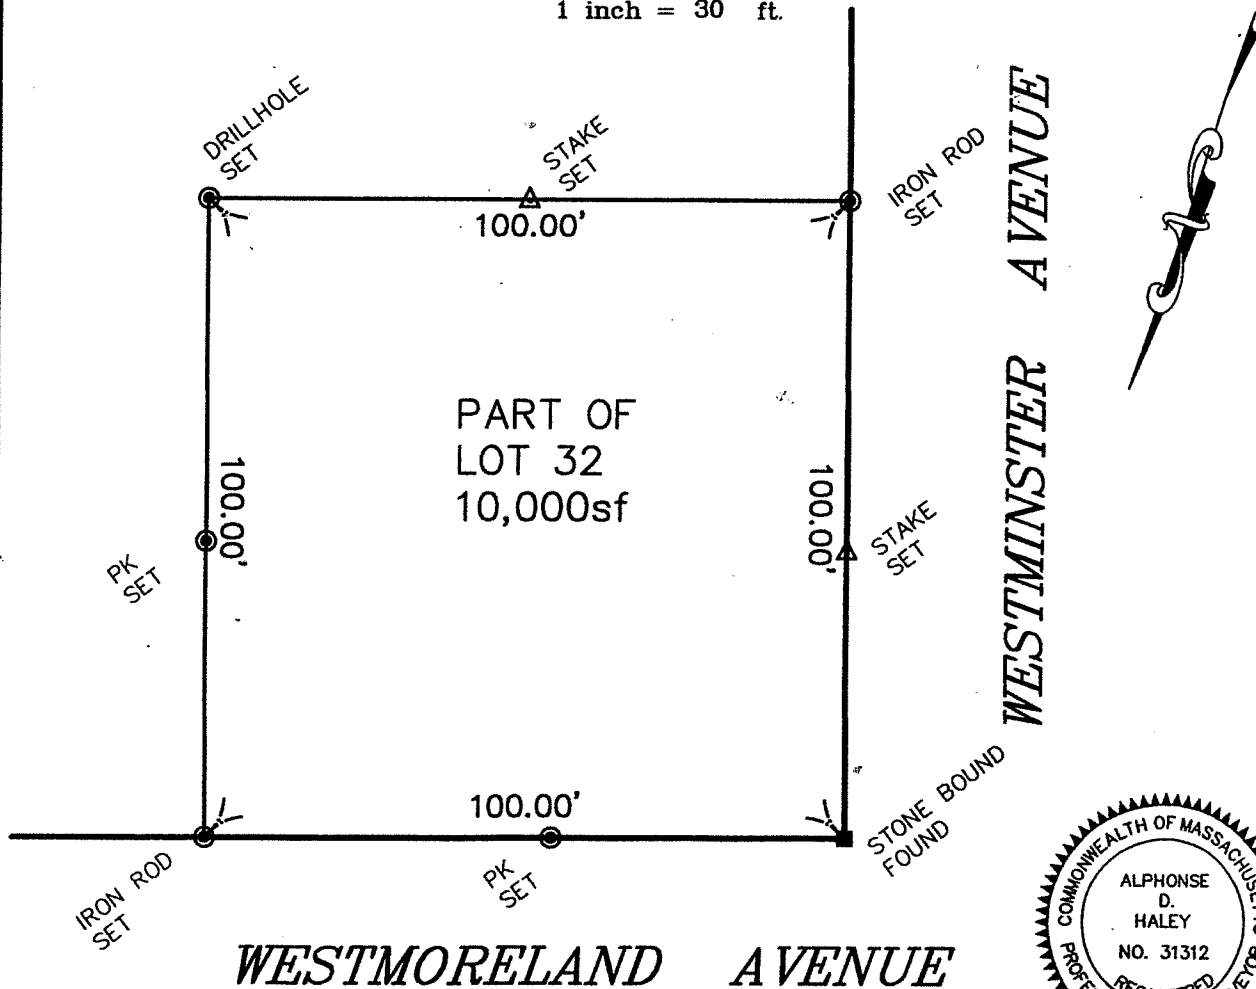 1 inch = 30 ft.
DRILLHOLE
SET
STAKE
SET
IRON ROD
SET
100.00'
PART OF
LOT 32
10,000sf
100.00'
100.00'
PK
SET
STAKE
SET
WESTMINSTER AVENUE
100.00'
STONE BOUND
FOUND
IRON ROD
SET
PK
SET
WESTMORELAND AVENUE
COMMONWEALTH OF MASSACHUSET
ALPHONSE
D.
HALEY
NO. 31312